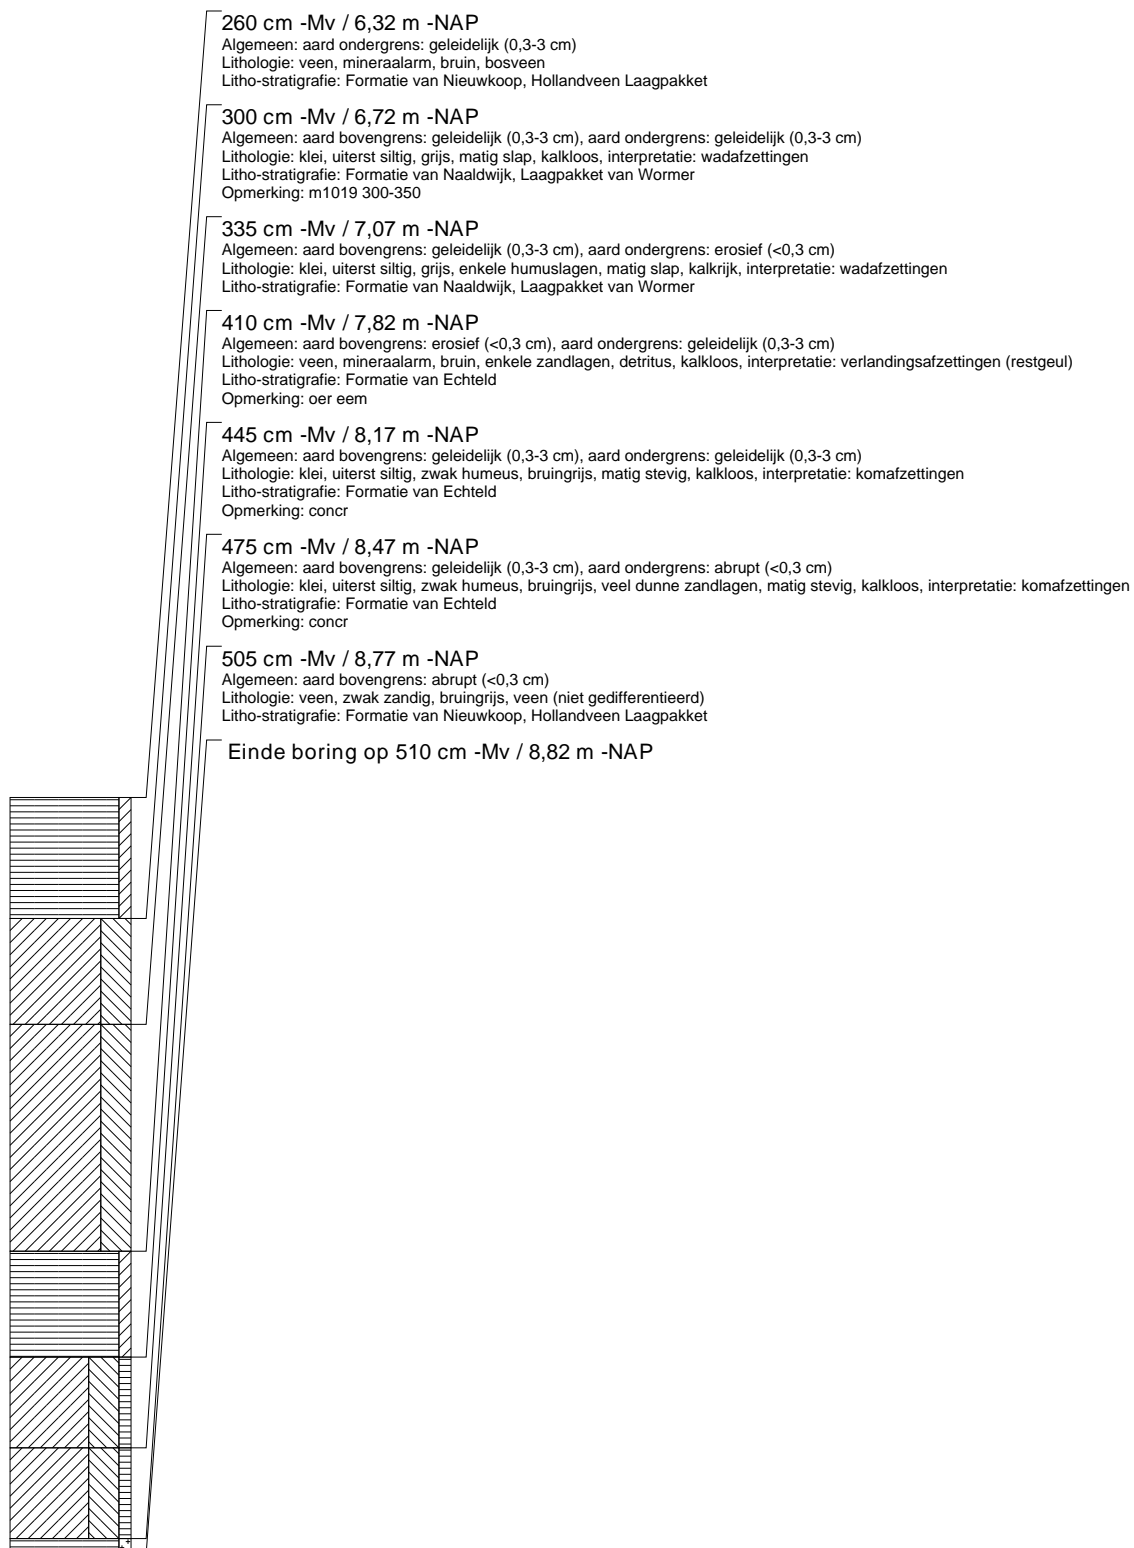 260 cm -Mv / 6,32 m -NAP
Algemeen: aard ondergrens: geleidelijk (0,3-3 cm)
Lithologie: veen, mineraalarm, bruin, bosveen
Litho-stratigrafie: Formatie van Nieuwkoop, Hollandveen Laagpakket
300 cm -Mv / 6,72 m -NAP
Algemeen: aard bovengrens: geleidelijk (0,3-3 cm), aard ondergrens: geleidelijk (0,3-3 cm)
Lithologie: klei, uiterst siltig, grijs, matig slap, kalkloos, interpretatie: wadafzettingen
Litho-stratigrafie: Formatie van Naaldwijk, Laagpakket van Wormer
Opmerking: m1019 300-350
335 cm -Mv / 7,07 m -NAP
Algemeen: aard bovengrens: geleidelijk (0,3-3 cm), aard ondergrens: erosief (<0,3 cm)
Lithologie: klei, uiterst siltig, grijs, enkele humuslagen, matig slap, kalkrijk, interpretatie: wadafzettingen
Litho-stratigrafie: Formatie van Naaldwijk, Laagpakket van Wormer
410 cm -Mv / 7,82 m -NAP
Algemeen: aard bovengrens: erosief (<0,3 cm), aard ondergrens: geleidelijk (0,3-3 cm)
Lithologie: veen, mineraalarm, bruin, enkele zandlagen, detritus, kalkloos, interpretatie: verlandingsafzettingen (restgeul)
Litho-stratigrafie: Formatie van Echteld
Opmerking: oer eem
445 cm -Mv / 8,17 m -NAP
Algemeen: aard bovengrens: geleidelijk (0,3-3 cm), aard ondergrens: geleidelijk (0,3-3 cm)
Lithologie: klei, uiterst siltig, zwak humeus, bruingrijs, matig stevig, kalkloos, interpretatie: komafzettingen
Litho-stratigrafie: Formatie van Echteld
Opmerking: concr
475 cm -Mv / 8,47 m -NAP
Algemeen: aard bovengrens: geleidelijk (0,3-3 cm), aard ondergrens: abrupt (<0,3 cm)
Lithologie: klei, uiterst siltig, zwak humeus, bruingrijs, veel dunne zandlagen, matig stevig, kalkloos, interpretatie: komafzettingen
Litho-stratigrafie: Formatie van Echteld
Opmerking: concr
505 cm -Mv / 8,77 m -NAP
Algemeen: aard bovengrens: abrupt (<0,3 cm)
Lithologie: veen, zwak zandig, bruingrijs, veen (niet gedifferentieerd)
Litho-stratigrafie: Formatie van Nieuwkoop, Hollandveen Laagpakket
Einde boring op 510 cm -Mv / 8,82 m -NAP